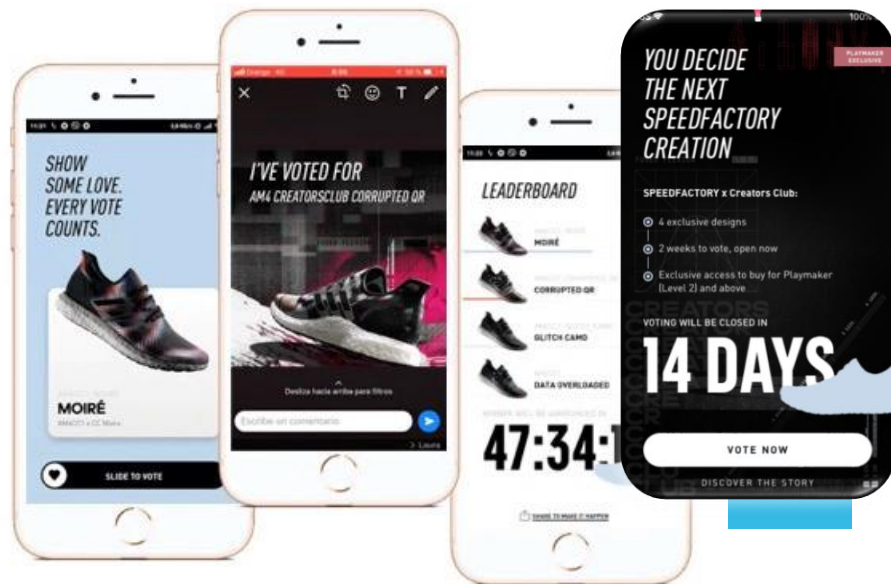 SHOW
SOME LOVE.
EVERY VOTE
COUNTS.
MOIRÉ
SLIDE TO VOTE
I'VE VOTED FOR
AM4 CREATORSCLUB CORRUPTED QR
Desliza hacia arriba para filtros
Escribe un comentario
> Laura
LEADERBOARD
MOIRÉ
CORRUPTED QR
GLITCH CAMO
DATA OVERLOADED
47:34:1
SHARE TO MAKE IT HAPPEN
100%
PLAYMAKER
EXCLUSIVE
YOU DECIDE
THE NEXT
SPEEDFACTORY
CREATION
SPEEDFACTORY x Creators Club:
4 exclusive designs
2 weeks to vote, open now
Exclusive access to buy for Playmaker
(Level 2) and above
VOTING WILL BE CLOSED IN
14 DAYS
VOTE NOW
DISCOVER THE STORY